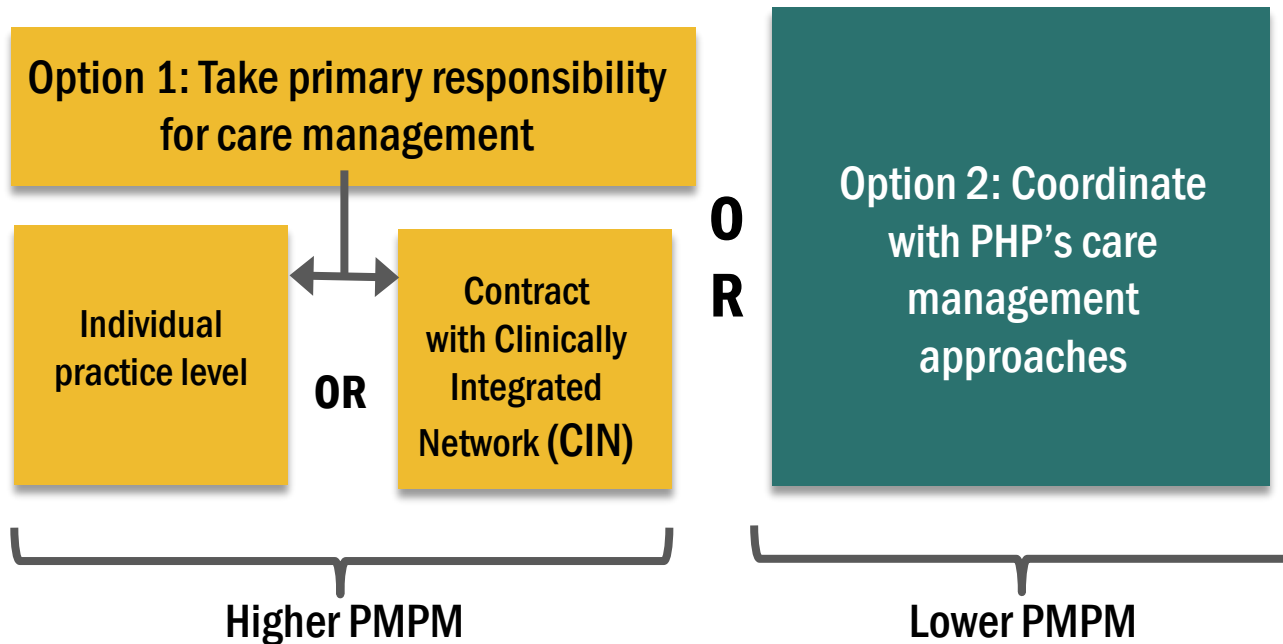 Option 1: Take primary responsibility
for care management
Individual
practice level
OR
Contract
with Clinically
Integrated
Network (CIN)
Higher PMPM
O
R
Option 2: Coordinate
with PHP’s care
management
approaches
Lower PMPM